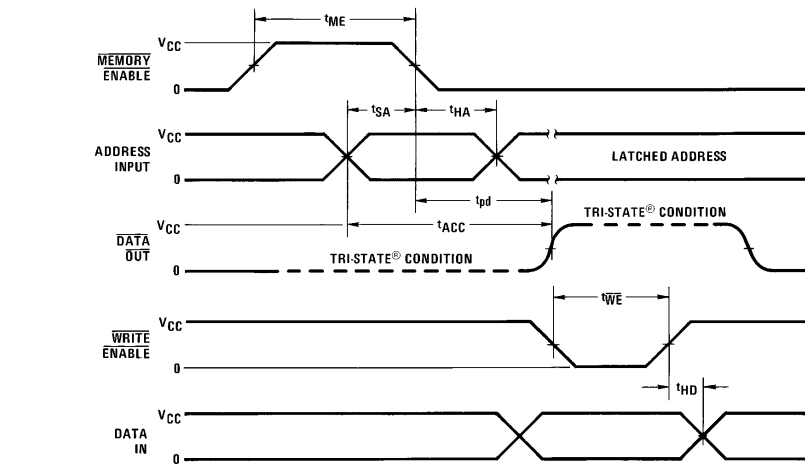 tME
VCC
MEMORY
ENABLE
0
tSA tHA
VCC
ADDRESS
INPUT
LATCHED ADDRESS
0
tpd
TRI-STATE® CONDITION
VCC
tACC
DATA
OUT
TRI-STATE® CONDITION
0
tWE
VCC
WRITE
ENABLE
0
tHD
VCC
DATA
IN
0